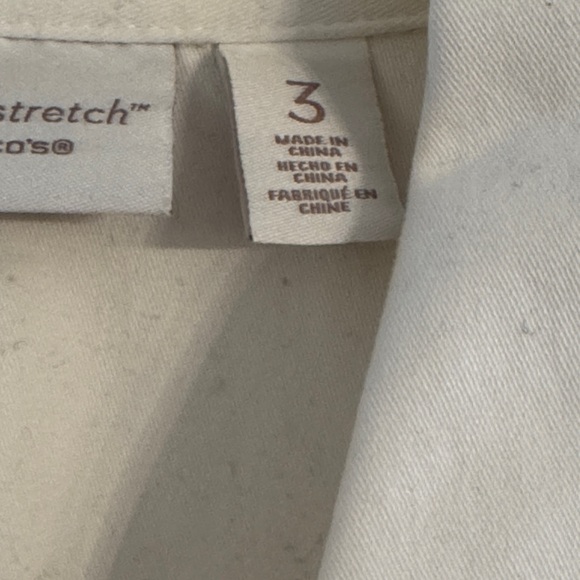 stretch™
co's®
3
MADE IN
CHINA
HECHO EN
CHINA
FABRIQUÉ EN
CHINE